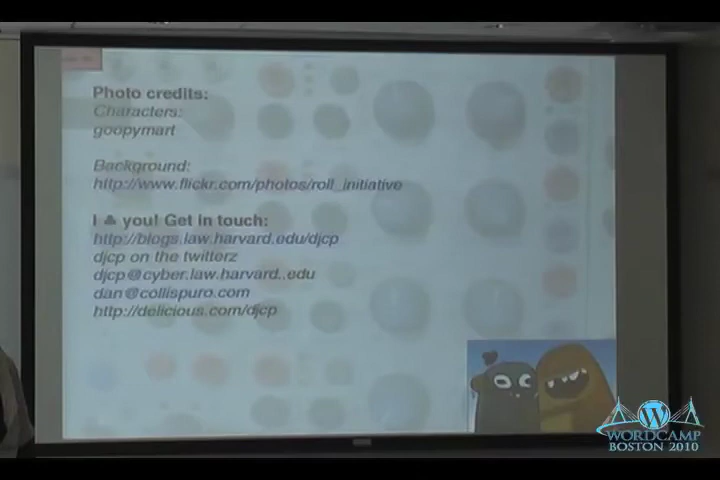 Photo credits:
Characters:
goopymart
Background:
http://www.flickr.com/photos/roll_initiative
I ♣ you! Get in touch:
http://blogs.law.harvard.edu/djcp
djcp on the twitterz
djcp@cyber.law.harvard..edu
dan@collispuro.com
http://delicious.com/djcp
WORDCAMP
BOSTON 2010